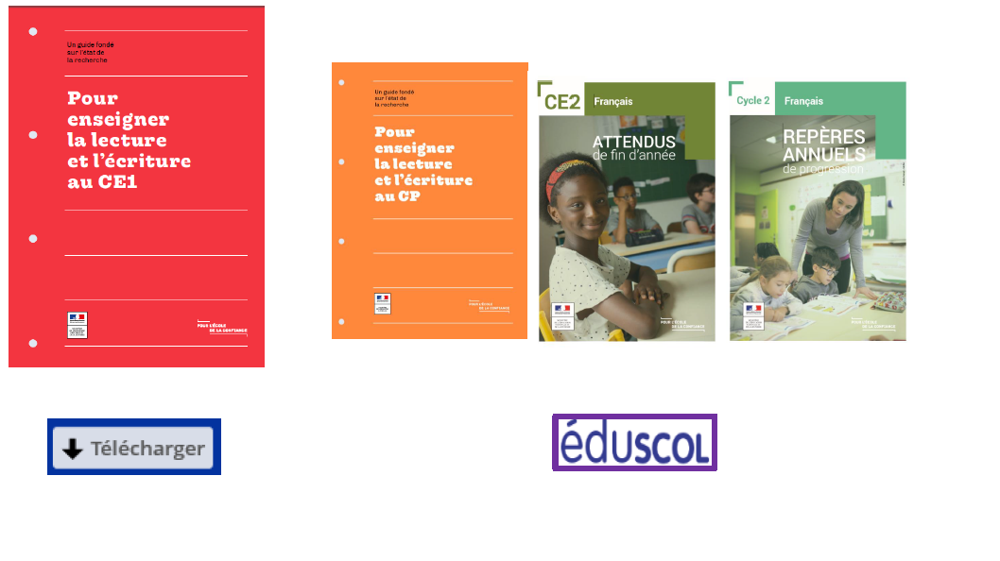 Un guide fondé
sur l'état de
la recherche
Pour
enseigner
la lecture
et l'écriture
au CE1
POUR L'ÉCOLE
DE LA CONFIANCE
Un guide fondé
sur l'état de
la recherche
Pour
enseigner
la lecture
et l'écriture
au CP
POUR L'ÉCOLE
DE LA CONFIANCE
CE2
Français
ATTENDUS
de fin d'année
POUR L'ÉCOLE
DE LA CONFIANCE
Cycle 2
Français
REPÈRES
ANNUELS
de progression
POUR L'ÉCOLE
DE LA CONFIANCE
Télécharger
éduSCOL